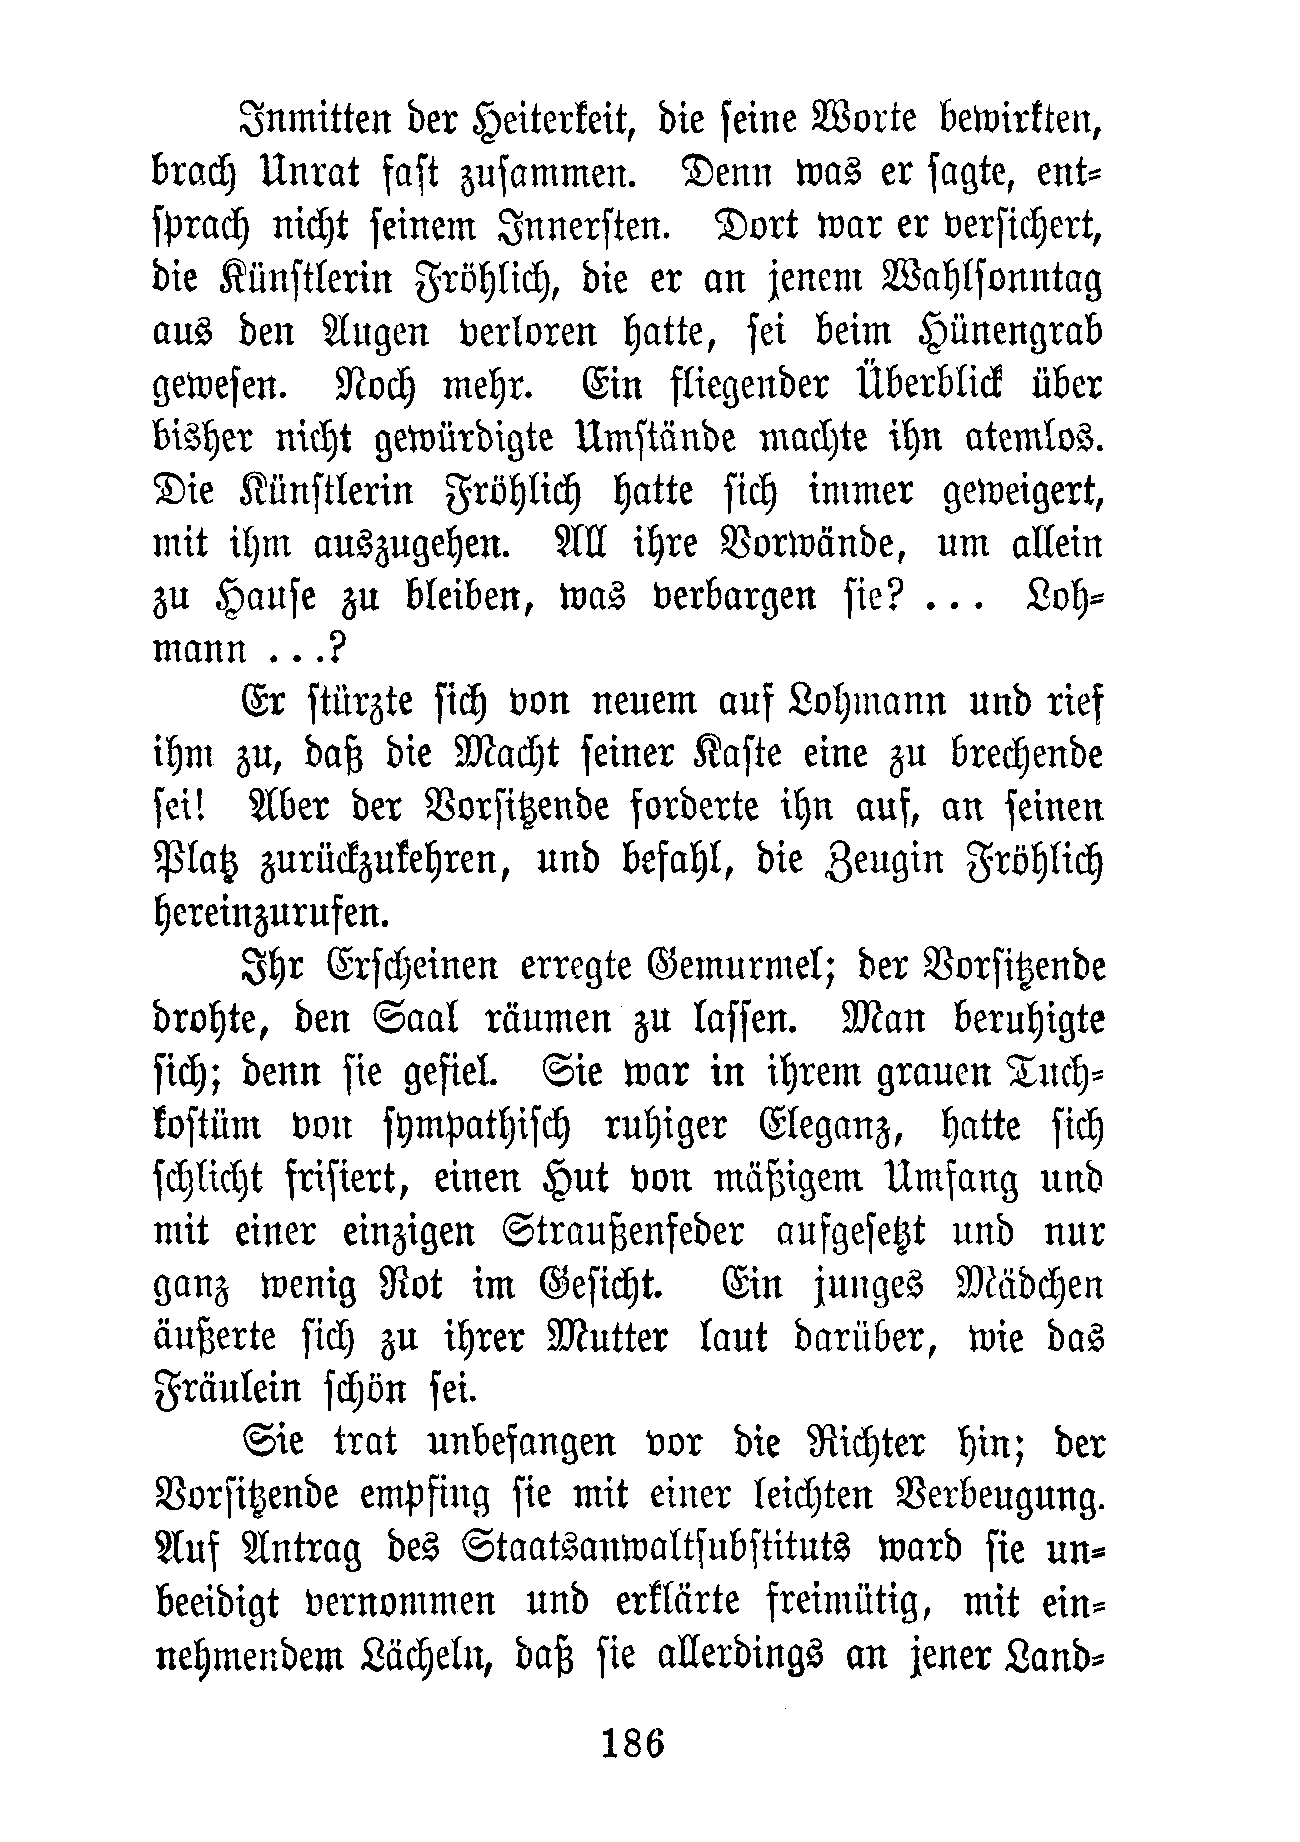 Inmitten der Heiterkeit, die seine Worte bewirkten,
brach Unrat fast zusammen. Denn was er sagte, ent-
sprach nicht seinem Innersten. Dort war er versichert,
die Künstlerin Fröhlich, die er an jenem Wahlsonntag
aus den Augen verloren hatte, sei beim Hünengrab
gewesen. Noch mehr. Ein fliegender Überblick über
bisher nicht gewürdigte Umstände machte ihn atemlos.
Die Künstlerin Fröhlich hatte sich immer geweigert,
mit ihm auszugehen. All ihre Vorwände, um allein
zu Hause zu bleiben, was verbargen sie? . . . Loh-
mann . . .?
Er stürzte sich von neuem auf Lohmann und rief
ihm zu, daß die Macht seiner Kaste eine zu brechende
sei! Aber der Vorsitzende forderte ihn auf, an seinen
Platz zurückzukehren, und befahl, die Zeugin Fröhlich
hereinzurufen.
Ihr Erscheinen erregte Gemurmel; der Vorsitzende
drohte, den Saal räumen zu lassen. Man beruhigte
sich; denn sie gefiel. Sie war in ihrem grauen Tuch-
kostüm von sympathisch ruhiger Eleganz, hatte sich
schlicht frisiert, einen Hut von mäßigem Umfang und
mit einer einzigen Straußenfeder aufgesetzt und nur
ganz wenig Rot im Gesicht. Ein junges Mädchen
äußerte sich zu ihrer Mutter laut darüber, wie das
Fräulein schön sei.
Sie trat unbefangen vor die Richter hin; der
Vorsitzende empfing sie mit einer leichten Verbeugung.
Auf Antrag des Staatsanwaltsubstituts ward sie un-
beeidigt vernommen und erklärte freimütig, mit ein-
nehmendem Lächeln, daß sie allerdings an jener Land-
186